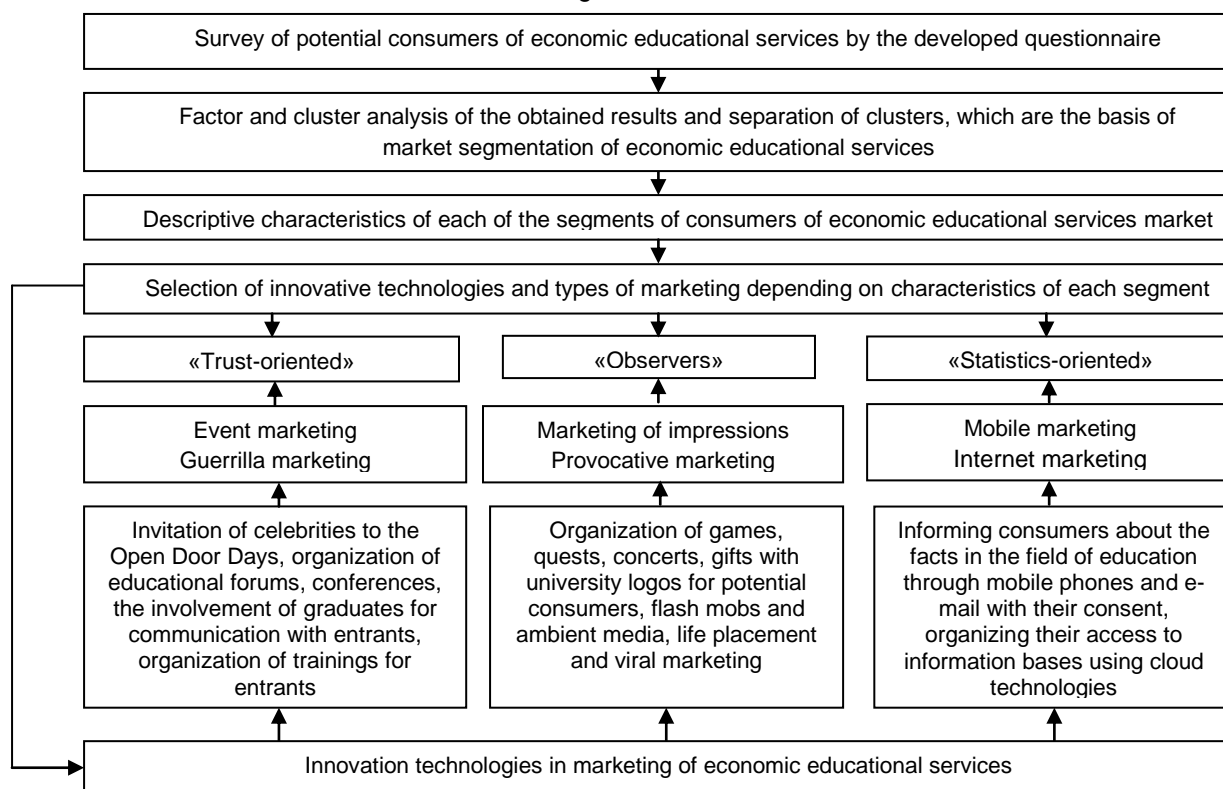 Survey of potential consumers of economic educational services by the developed questionnaire
Factor and cluster analysis of the obtained results and separation of clusters, which are the basis of
market segmentation of economic educational services
Descriptive characteristics of each of the segments of consumers of economic educational services market
Selection of innovative technologies and types of marketing depending on characteristics of each segment
«Trust-oriented»
«Observers»
«Statistics-oriented»
Event marketing
Guerrilla marketing
Marketing of impressions
Provocative marketing
Mobile marketing
Internet marketing
Invitation of celebrities to the
Open Door Days, organization of
educational forums, conferences,
the involvement of graduates for
communication with entrants,
organization of trainings for
entrants
Organization of games,
quests, concerts, gifts with
university logos for potential
consumers, flash mobs and
ambient media, life placement
and viral marketing
Informing consumers about the
facts in the field of education
through mobile phones and e-
mail with their consent,
organizing their access to
information bases using cloud
technologies
Innovation technologies in marketing of economic educational services